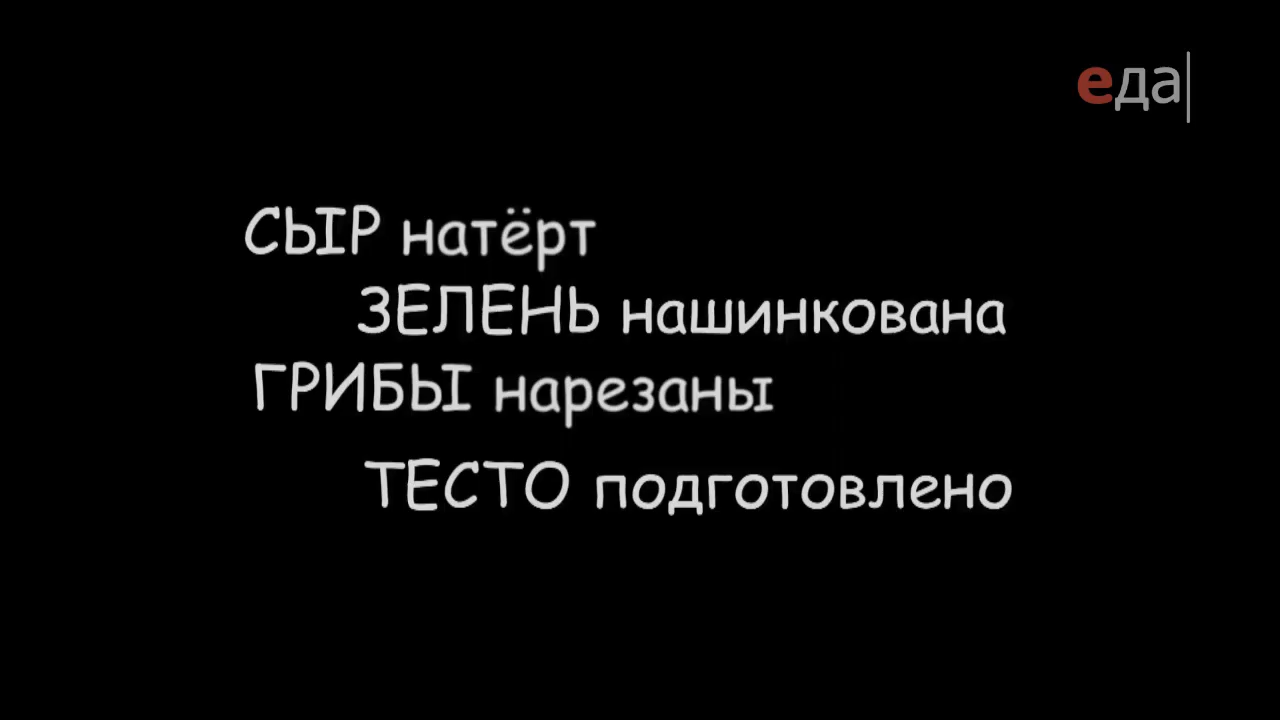 еда
СЫР натёрт
ЗЕЛЕНЬ нашинкована
ГРИБЫ нарезаны
ТЕСТО подготовлено